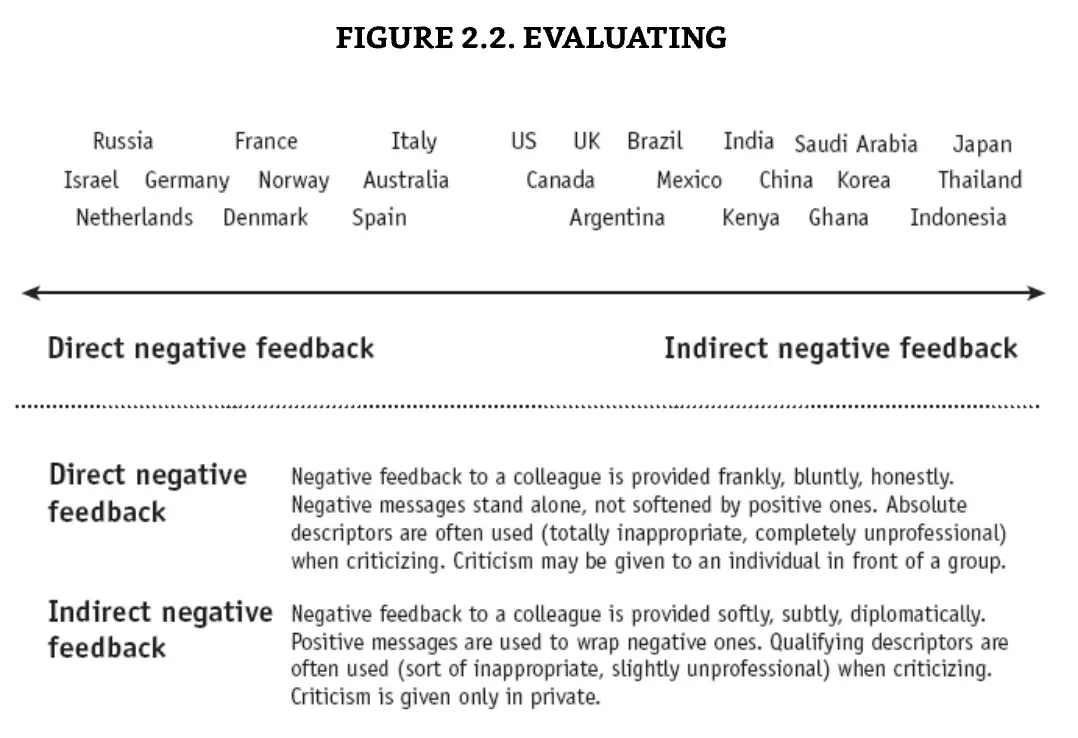 FIGURE 2.2. EVALUATING
Russia France Italy US UK Brazil India Saudi Arabia Japan
Israel Germany Norway Australia Canada Mexico China Korea Thailand
Netherlands Denmark Spain Argentina Kenya Ghana Indonesia
Direct negative feedback Indirect negative feedback
Direct negative
feedback
Negative feedback to a colleague is provided frankly, bluntly, honestly.
Negative messages stand alone, not softened by positive ones. Absolute
descriptors are often used (totally inappropriate, completely unprofessional)
when criticizing. Criticism may be given to an individual in front of a group.
Indirect negative
feedback
Negative feedback to a colleague is provided softly, subtly, diplomatically.
Positive messages are used to wrap negative ones. Qualifying descriptors are
often used (sort of inappropriate, slightly unprofessional) when criticizing.
Criticism is given only in private.